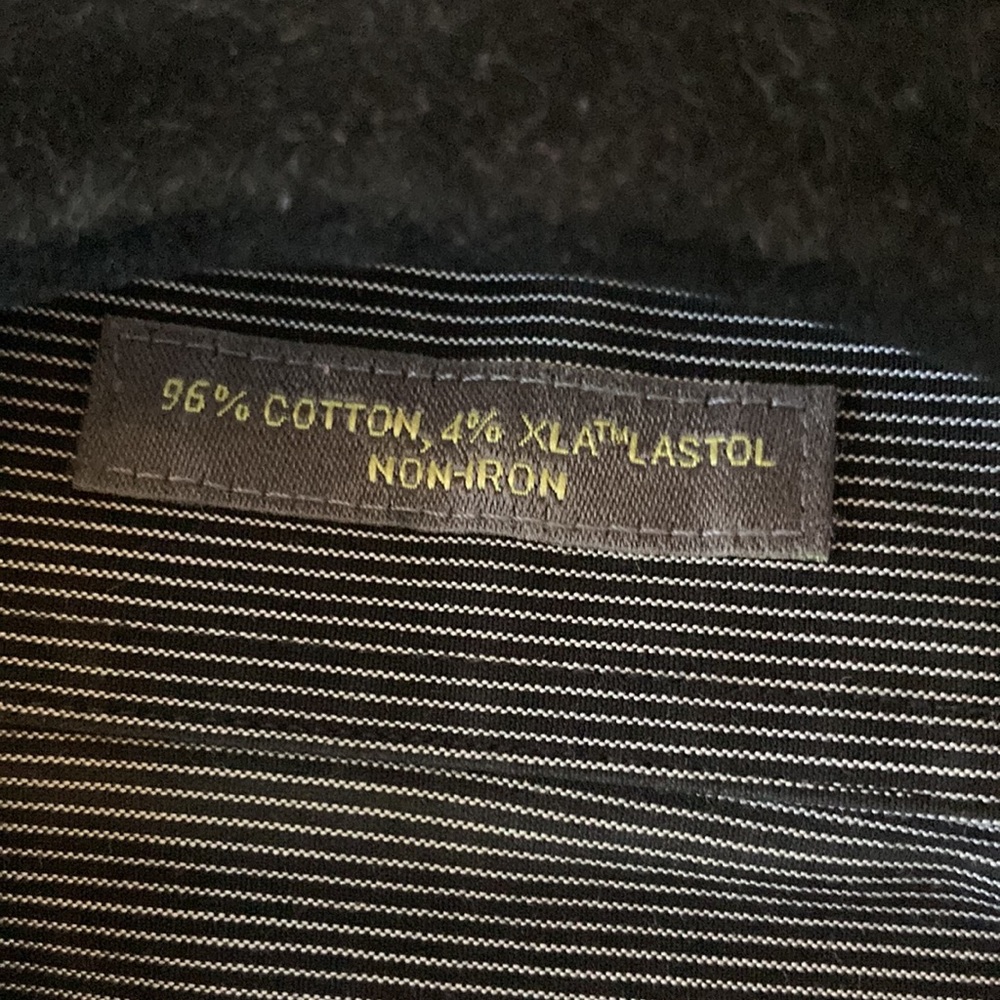 96% COTTON, 4% XLA™LASTOL
NON-IRON